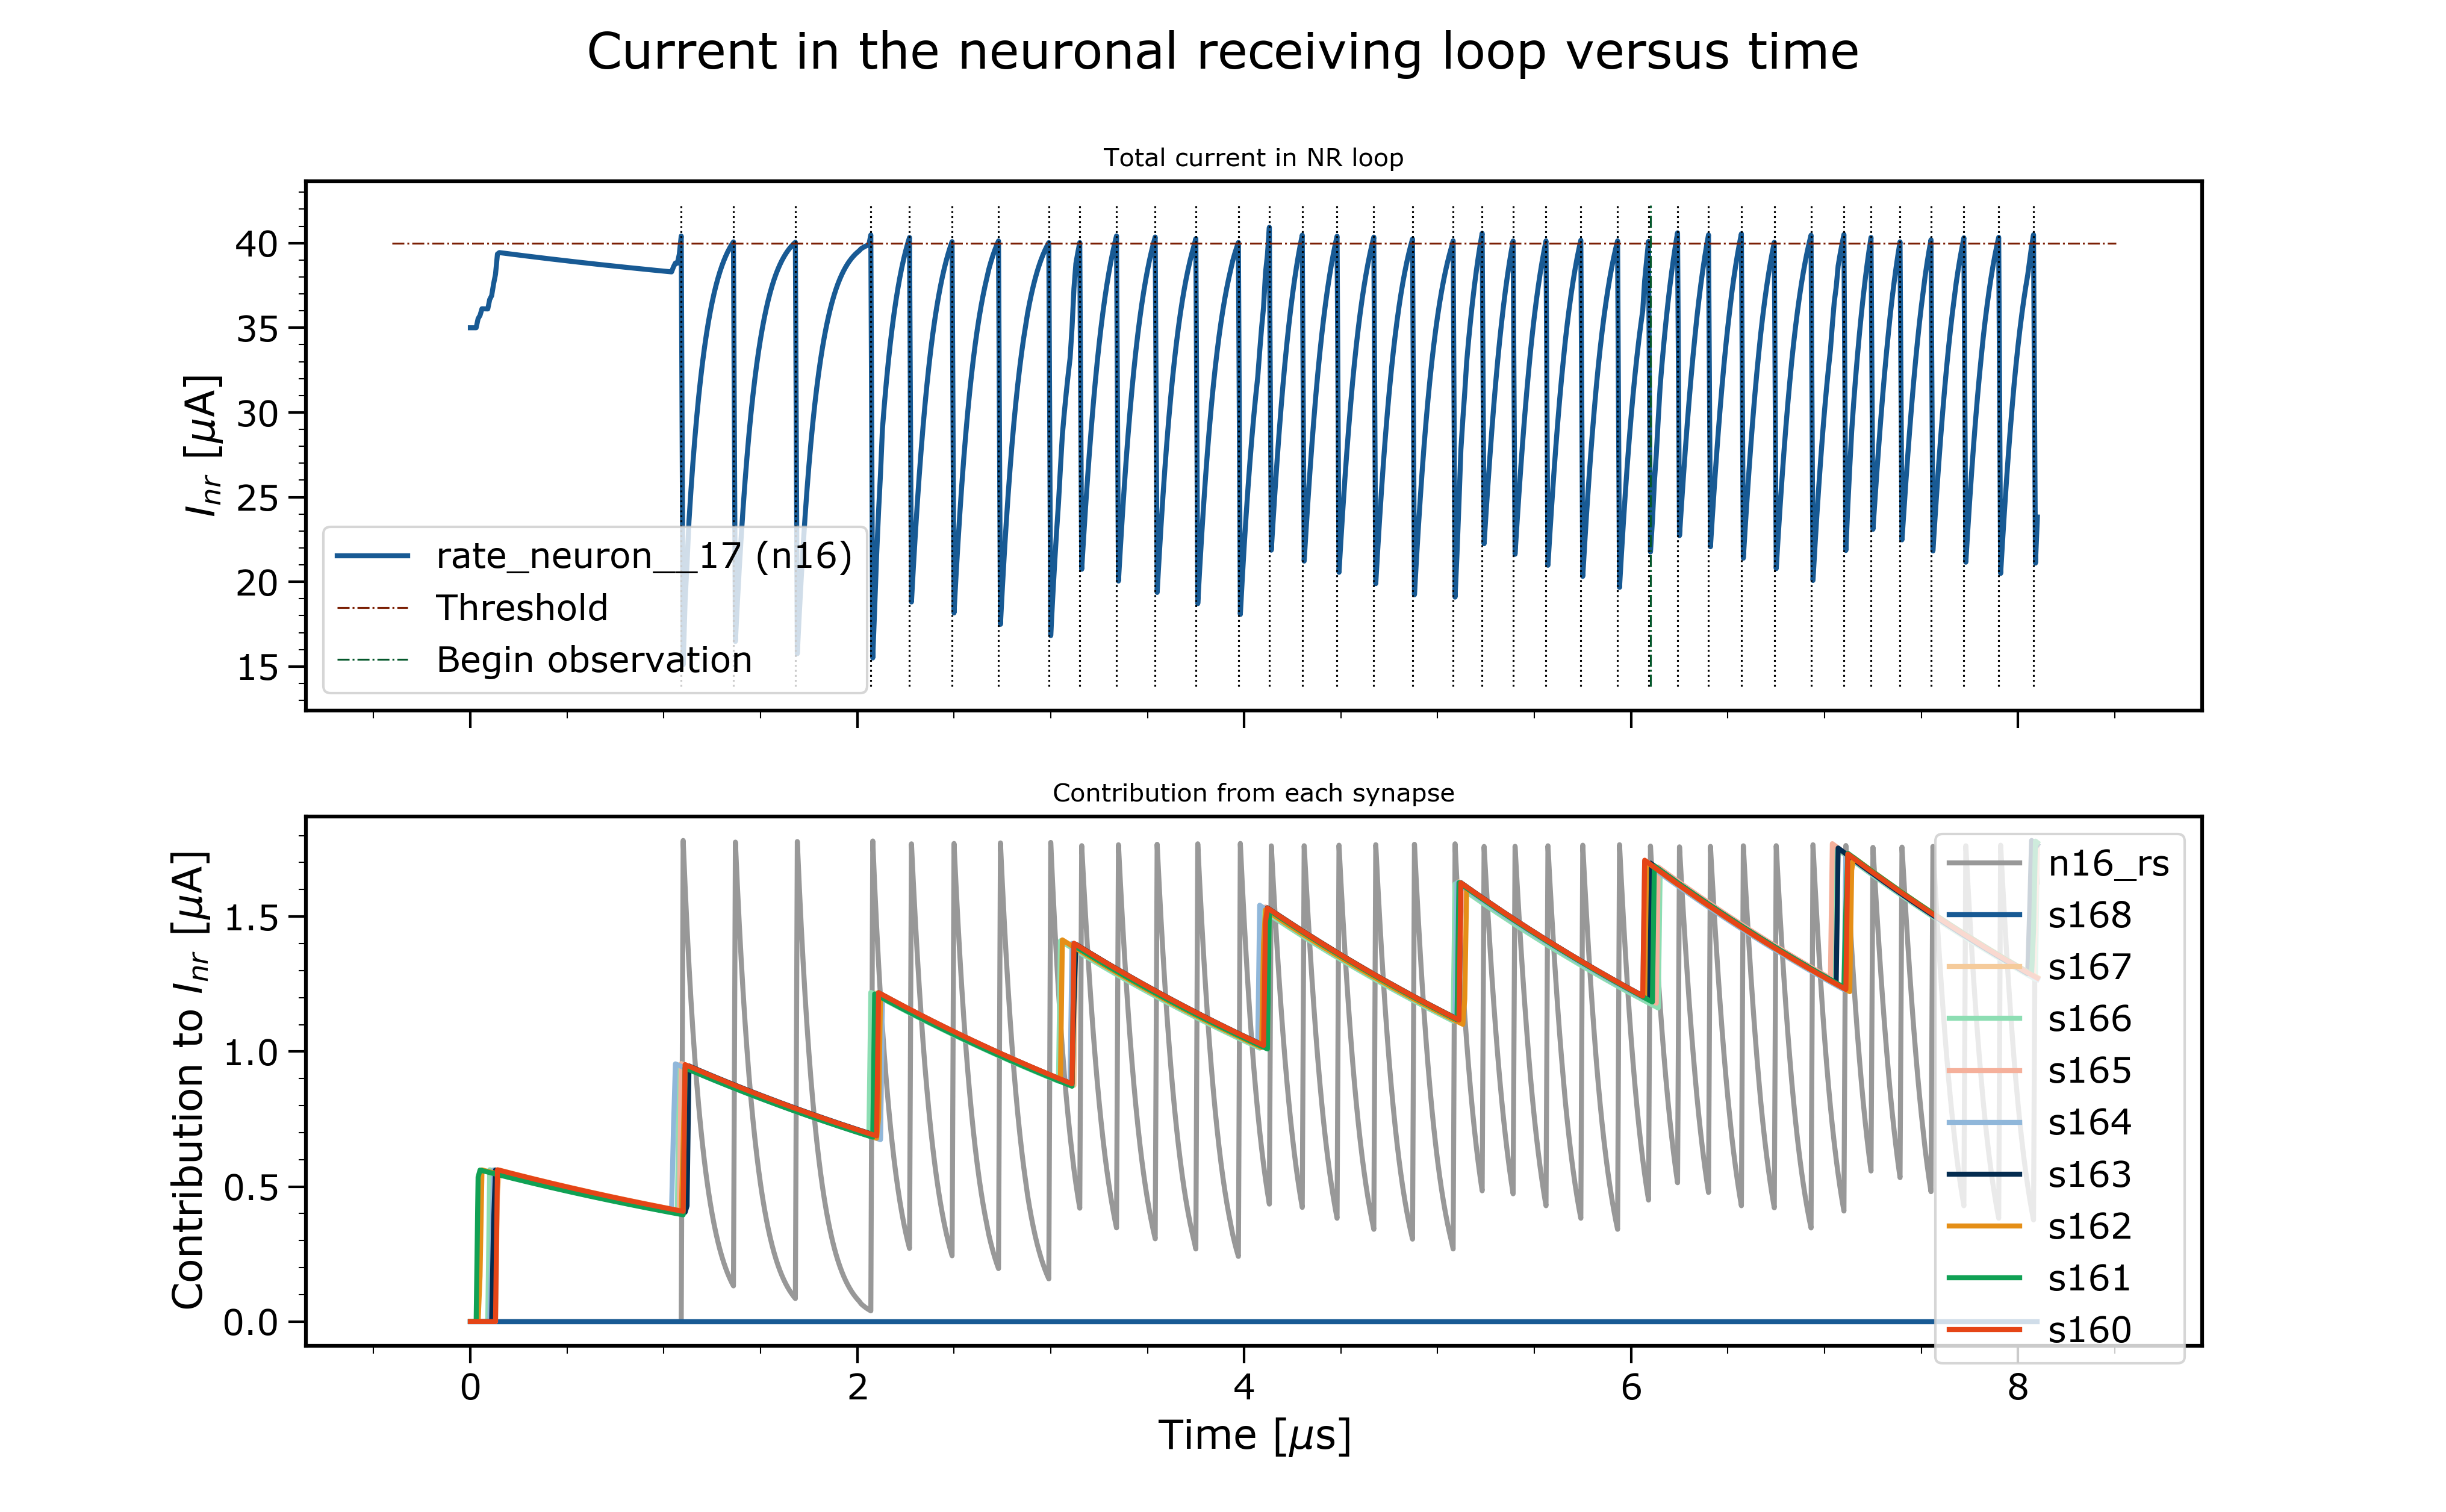 Current in the neuronal receiving loop versus time
Total current in NR loop
40
35
30
25
20
15
I_nr [μA]
rate_neuron__17 (n16)
Threshold
Begin observation
Contribution from each synapse
1.5
1.0
0.5
0.0
Contribution to I_nr [μA]
n16_rs
s168
s167
s166
s165
s164
s163
s162
s161
s160
0 2 4 6 8
Time [μs]